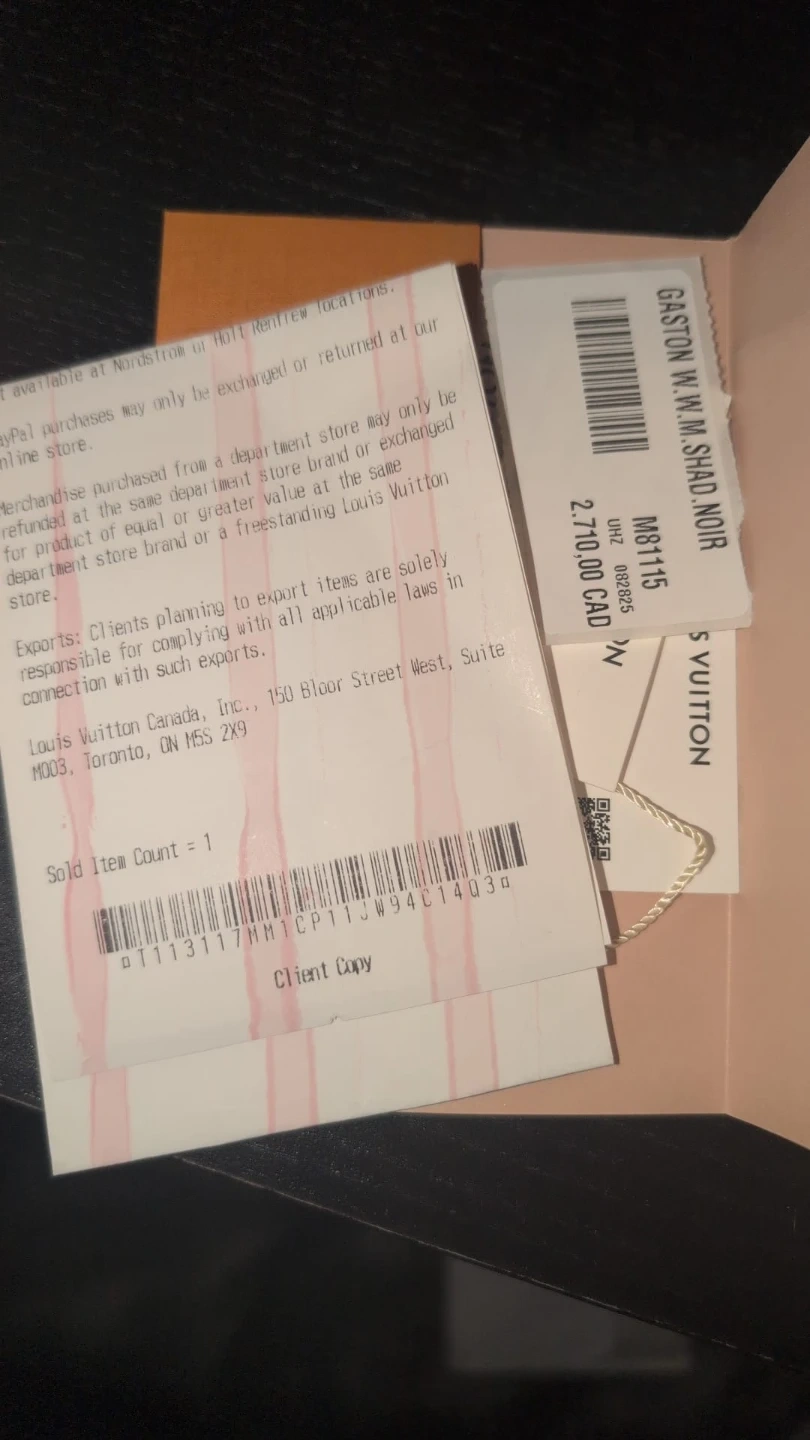 t available at Nordstrom or Holt Renfrew locations.
ayPal purchases may only be exchanged or returned at our
nline store.
Merchandise purchased from a department store may only be
refunded at the same department store brand or exchanged
for product of equal or greater value at the same
department store brand or a freestanding Louis Vuitton
store.
Exports: Clients planning to export items are solely
responsible for complying with all applicable laws in
connection with such exports.
Louis Vuitton Canada, Inc., 150 Bloor Street West, Suite
M003, Toronto, ON M5S 2X9
Sold Item Count = 1
¤T113117MM1CP11JW94C14Q3¤
Client Copy
GASTON W.W.M.SHAD.NOIR
M81115
UHZ 082825
2.710,00 CAD
S VUITTON
ON